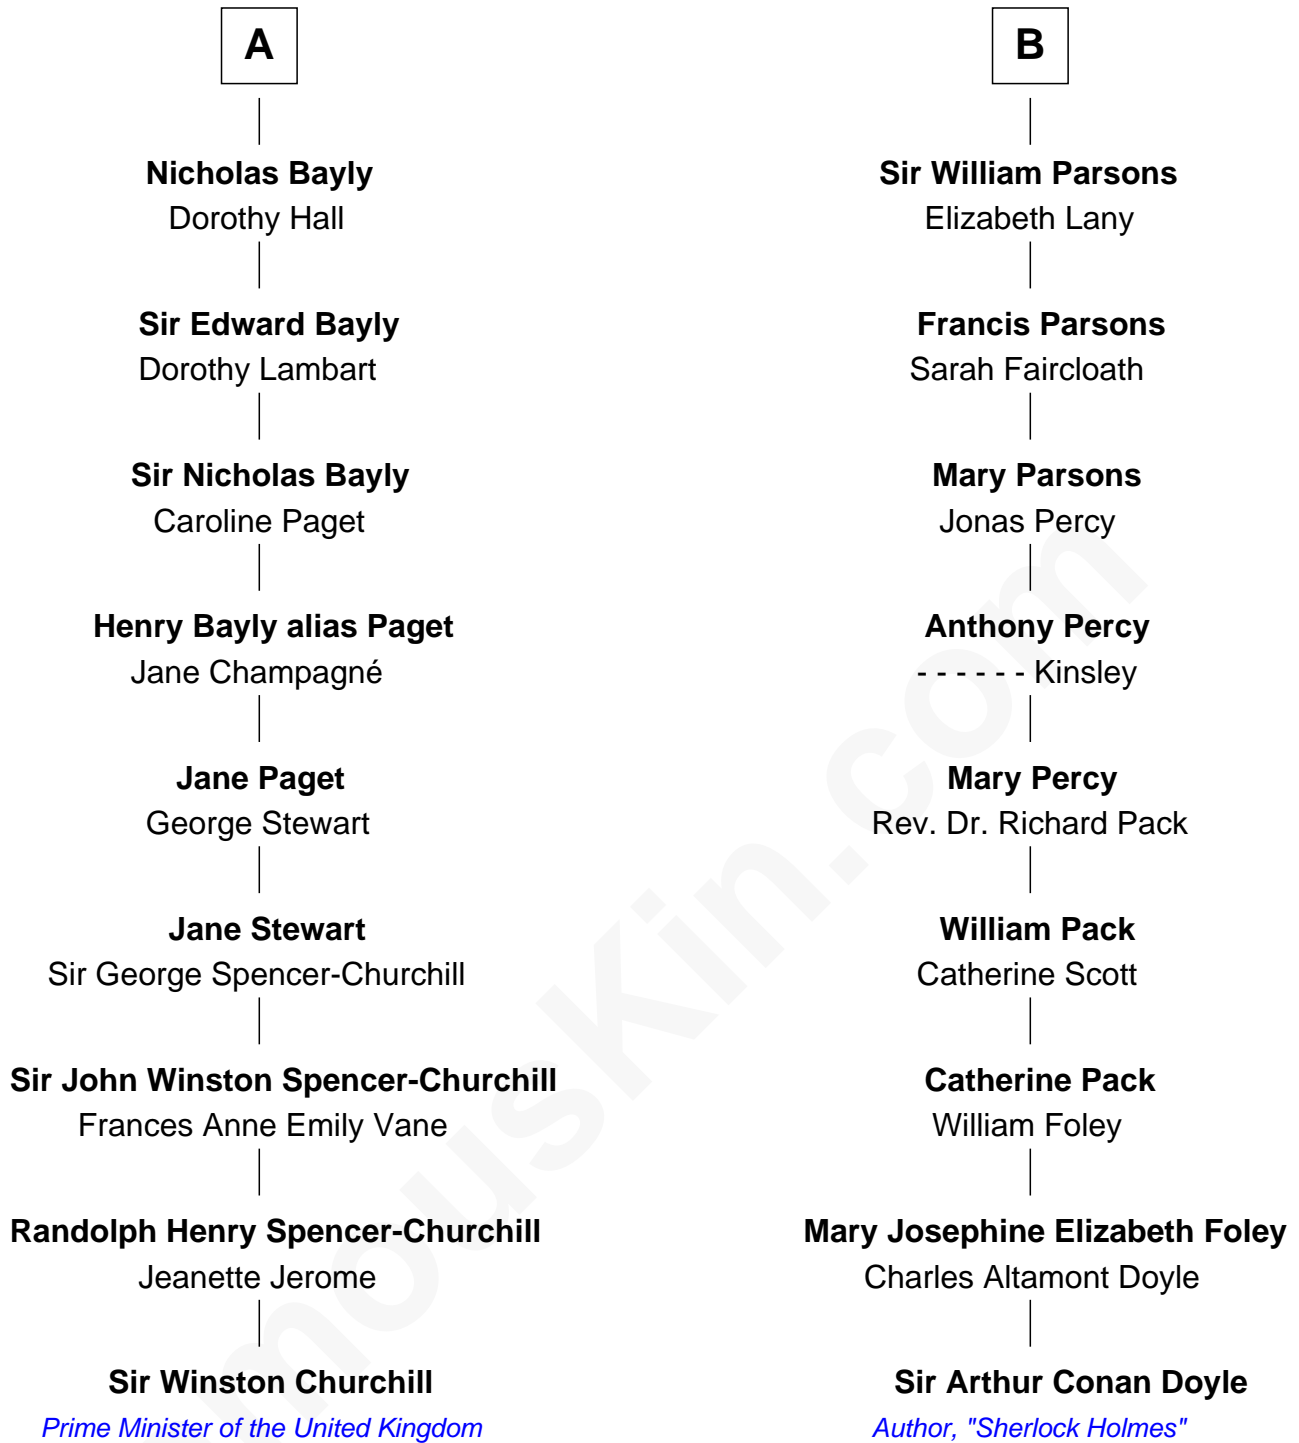 A
Nicholas Bayly
Dorothy Hall
Sir Edward Bayly
Dorothy Lambart
Sir Nicholas Bayly
Caroline Paget
Henry Bayly alias Paget
Jane Champagné
Jane Paget
George Stewart
Jane Stewart
Sir George Spencer-Churchill
Sir John Winston Spencer-Churchill
Frances Anne Emily Vane
Randolph Henry Spencer-Churchill
Jeanette Jerome
Sir Winston Churchill
Prime Minister of the United Kingdom
B
Sir William Parsons
Elizabeth Lany
Francis Parsons
Sarah Faircloath
Mary Parsons
Jonas Percy
Anthony Percy
- - - - - - Kinsley
Mary Percy
Rev. Dr. Richard Pack
William Pack
Catherine Scott
Catherine Pack
William Foley
Mary Josephine Elizabeth Foley
Charles Altamont Doyle
Sir Arthur Conan Doyle
Author, "Sherlock Holmes"
mousKin.com